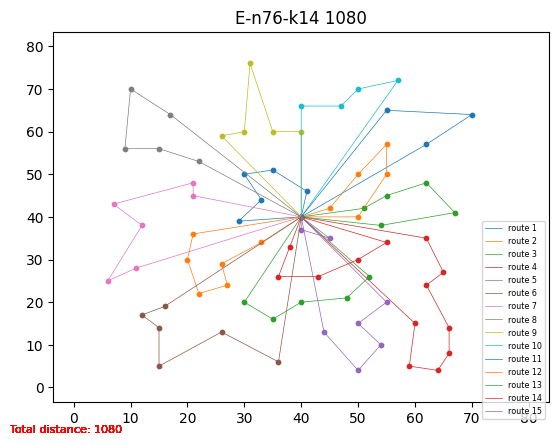 E-n76-k14 1080
80
70
60
50
40
30
20
10
0
0 10 20 30 40 50 60 70 80
route 1
route 2
route 3
route 4
route 5
route 6
route 7
route 8
route 9
route 10
route 11
route 12
route 13
route 14
route 15
Total distance: 1080